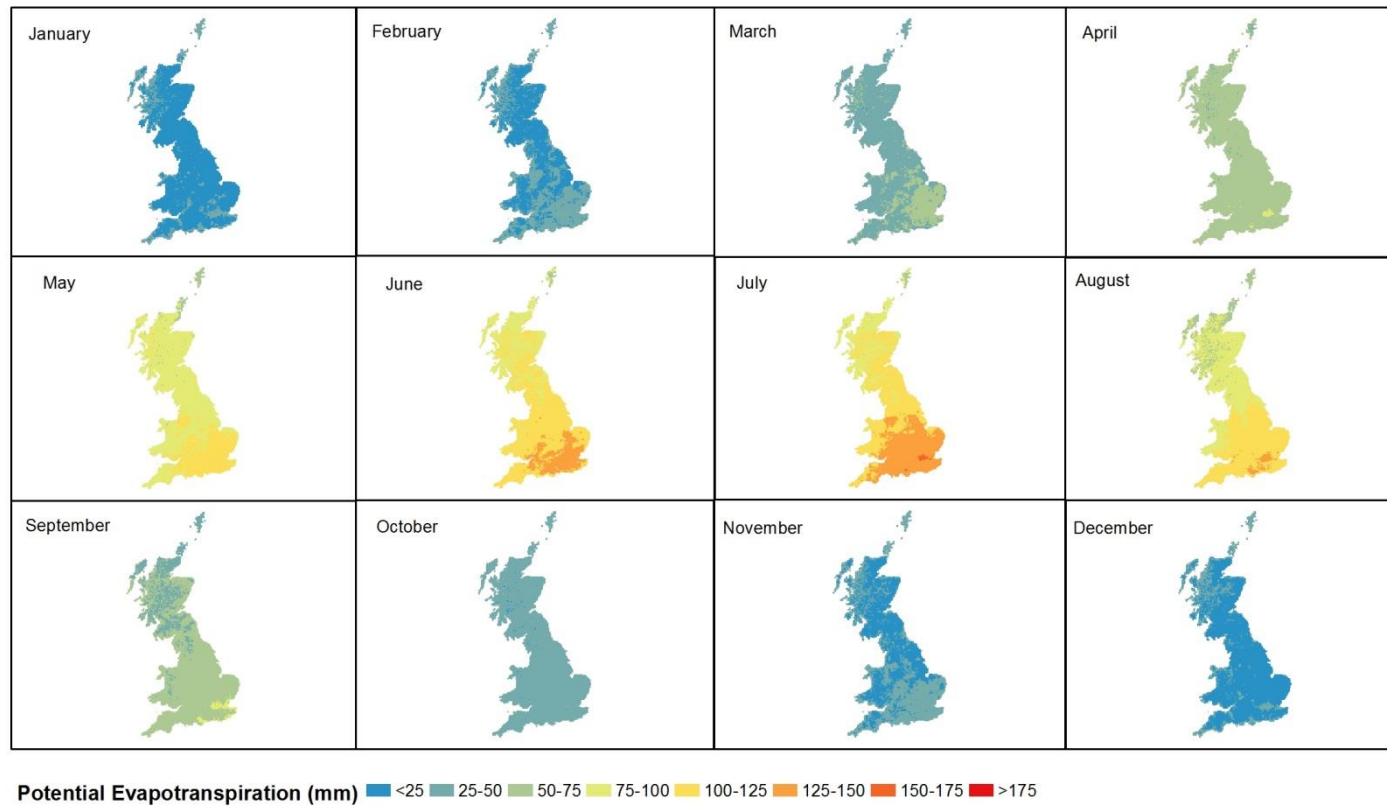 January
February
March
April
May
June
July
August
September
October
November
December
Potential Evapotranspiration (mm) <25 25-50 50-75 75-100 100-125 125-150 150-175 >175